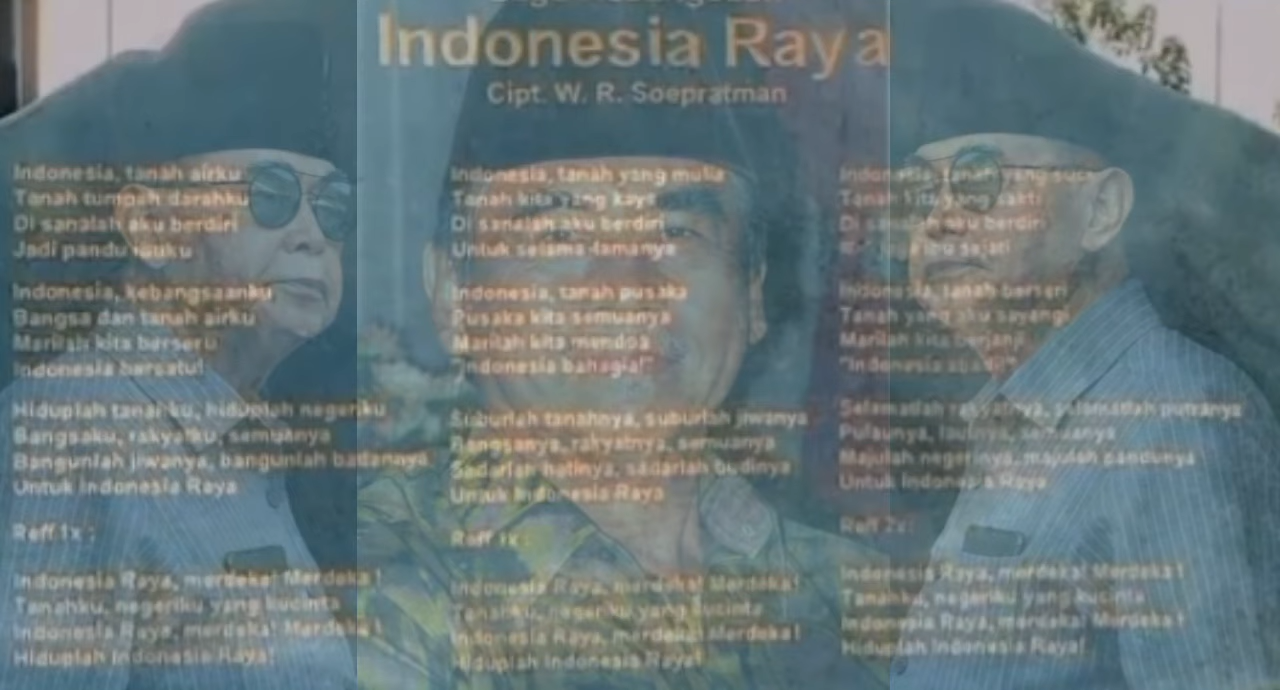 Indonesia Raya
Cipt. W. R. Soepratman
Indonesia, tanah airku
Tanah tumpah darahku
Di sanalah aku berdiri
Jadi pandu ibuku
Indonesia, kebangsaanku
Bangsa dan tanah airku
Marilah kita berseru
Indonesia bersatu!
Hiduplah tanahku, hiduplah negeriku
Bangsaku, rakyatku, semuanya
Bangunlah jiwanya, bangunlah badannya
Untuk Indonesia Raya
Reff 1x :
Indonesia Raya, merdeka! Merdeka!
Tanahku, negeriku yang kucinta
Indonesia Raya, merdeka! Merdeka!
Hiduplah Indonesia Raya!
Indonesia, tanah yang mulia
Tanah kita yang kaya
Di sanalah aku berdiri
Untuk selama-lamanya
Indonesia, tanah pusaka
Pusaka kita semuanya
Marilah kita mendoa
"Indonesia bahagia!"
Suburlah tanahnya, suburlah jiwanya
Bangsanya, rakyatnya, semuanya
Sadarlah hatinya, sadarlah budinya
Untuk Indonesia Raya
Reff 1x
Indonesia Raya, merdeka! Merdeka!
Tanahku, negeriku yang kucinta
Indonesia Raya, merdeka! Merdeka!
Hiduplah Indonesia Raya!
Indonesia, tanah yang suci
Tanah kita yang sakti
Di sanalah aku berdiri
ibu sejati
Indonesia, tanah berseri
Tanah yang aku sayangi
Marilah kita berjanji
"Indonesia abadi!"
Selamatlah rakyatnya, selamatlah putranya
Pulaunya, lautnya, semuanya
Majulah negerinya, majulah pandunya
Untuk Indonesia Raya
Reff 2x:
Indonesia Raya, merdeka! Merdeka!
Tanahku, negeriku yang kucinta
Indonesia Raya, merdeka! Merdeka!
Hiduplah Indonesia Raya!